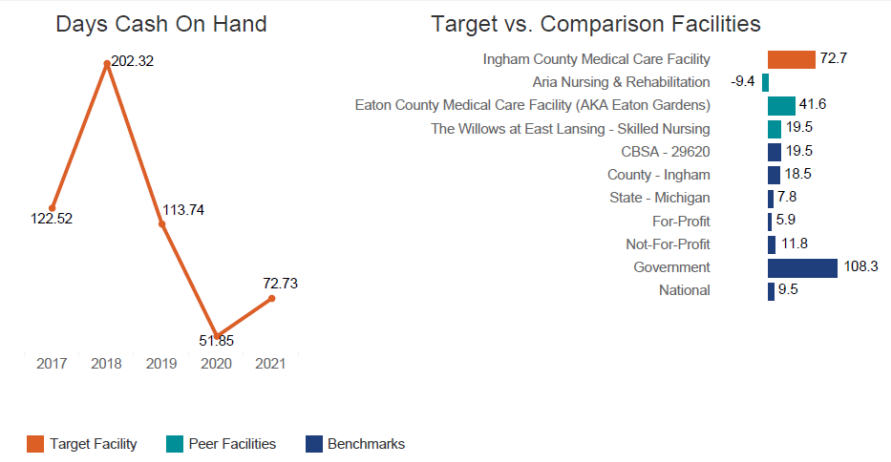 Days Cash On Hand
202.32
122.52
113.74
72.73
51.85
2017 2018 2019 2020 2021
Target vs. Comparison Facilities
Ingham County Medical Care Facility 72.7
Aria Nursing & Rehabilitation -9.4
Eaton County Medical Care Facility (AKA Eaton Gardens) 41.6
The Willows at East Lansing - Skilled Nursing 19.5
CBSA - 29620 19.5
County - Ingham 18.5
State - Michigan 7.8
For-Profit 5.9
Not-For-Profit 11.8
Government 108.3
National 9.5
Target Facility Peer Facilities Benchmarks